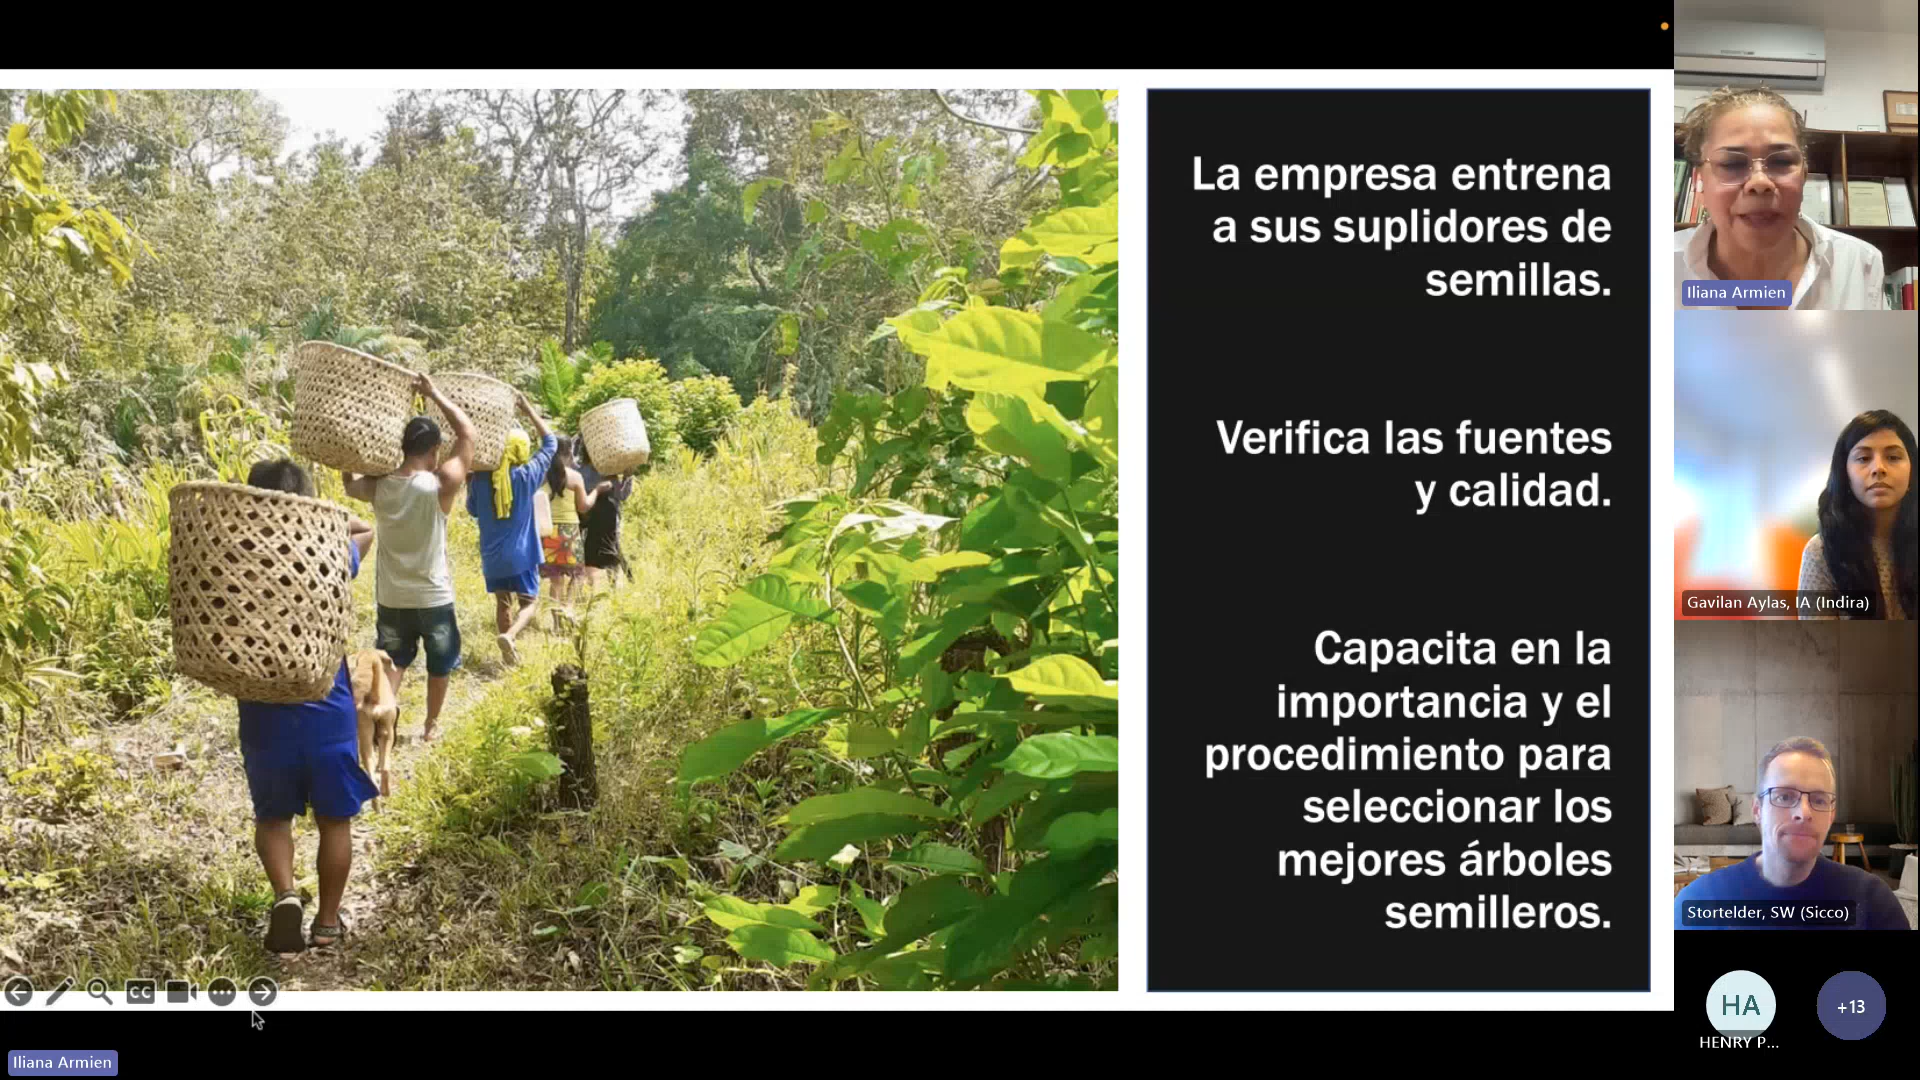 La empresa entrena
a sus suplidores de
semillas.
Verifica las fuentes
y calidad.
Capacita en la
importancia y el
procedimiento para
seleccionar los
mejores árboles
semilleros.
Iliana Armien
Gavilan Aylas, IA (Indira)
Stortelder, SW (Sicco)
HA
HENRY P...
+13
CC
Iliana Armien